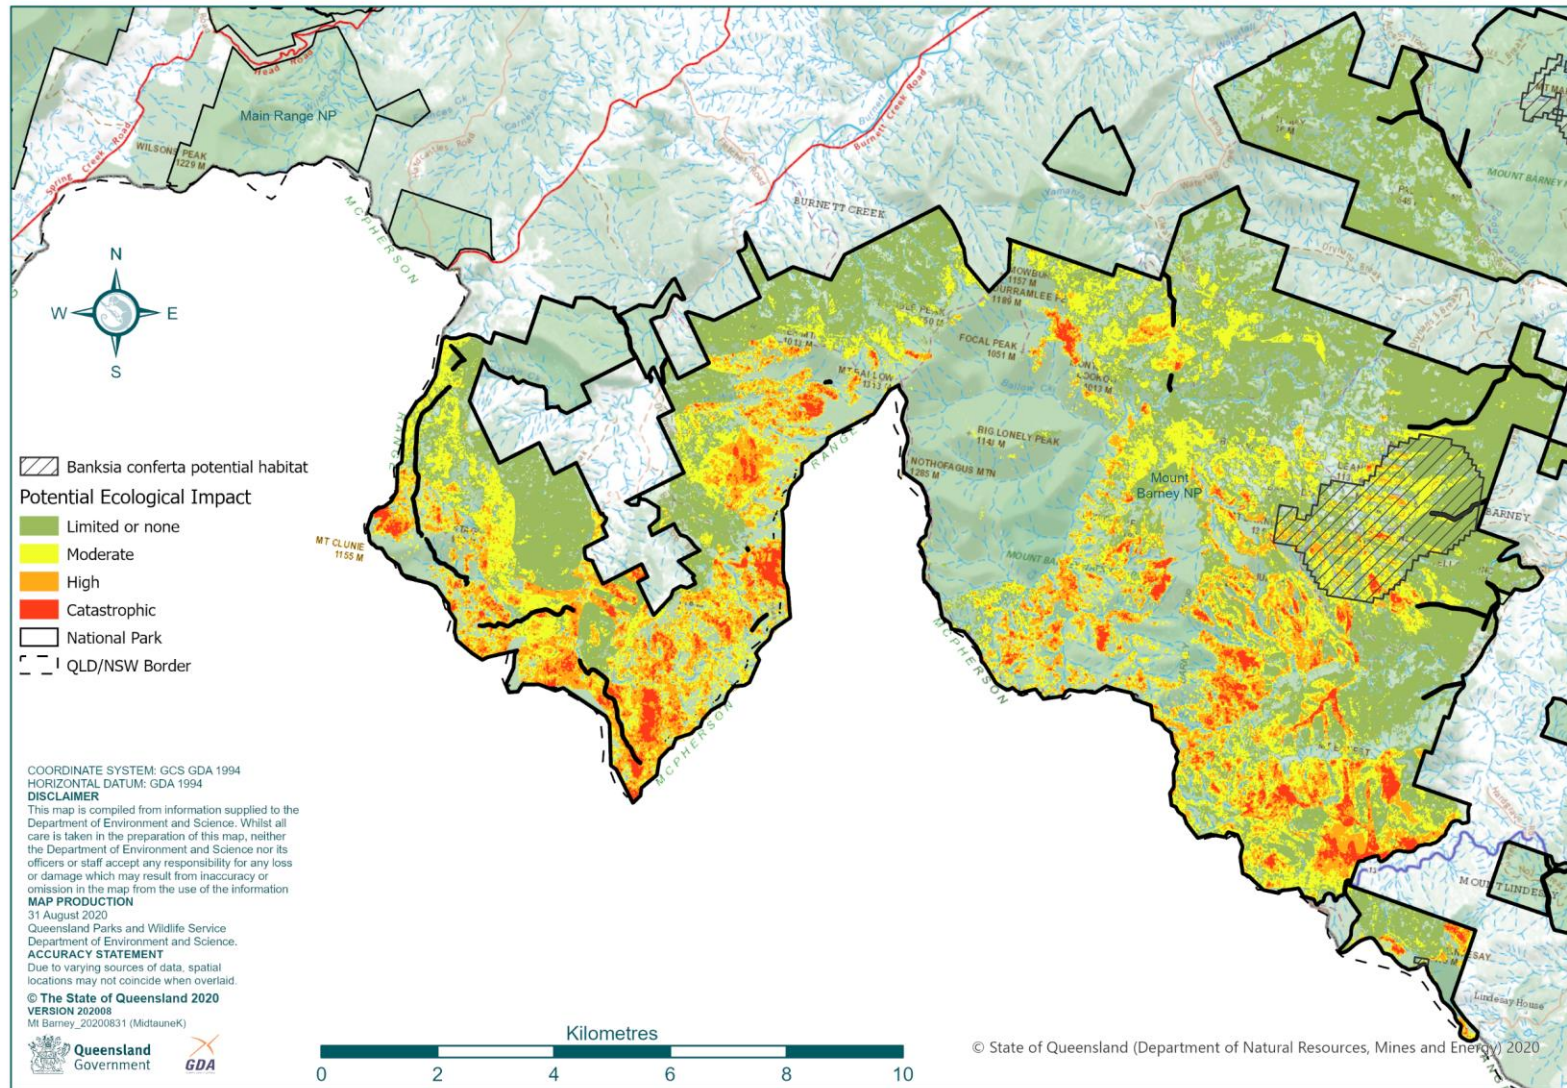 Head Road
Main Range NP
WILSONS PEAK
1229 M
Spring Creek Road
Burnett Creek Road
BURNETT CREEK
MCPHERSON
N
W
E
S
1157 M
1189 M
FOCAL PEAK
1051 M
1013 M
BIG LONELY PEAK
NOTHOFAGUS MTN
1285 M
Mount
Barney NP
BARNEY
RANGE
RANGE
MT CLUNIE
1155 M
Banksia conferta potential habitat
Potential Ecological Impact
Limited or none
Moderate
High
Catastrophic
National Park
QLD/NSW Border
MCPHERSON
MCPHERSON
MOUNT LINDESAY
Lindesay House
COORDINATE SYSTEM: GCS GDA 1994
HORIZONTAL DATUM: GDA 1994
DISCLAIMER
This map is compiled from information supplied to the
Department of Environment and Science. Whilst all
care is taken in the preparation of this map, neither
the Department of Environment and Science nor its
officers or staff accept any responsibility for any loss
or damage which may result from inaccuracy or
omission in the map from the use of the information
MAP PRODUCTION
31 August 2020
Queensland Parks and Wildlife Service
Department of Environment and Science.
ACCURACY STATEMENT
Due to varying sources of data, spatial
locations may not coincide when overlaid.
© The State of Queensland 2020
VERSION 202008
Mt Barney_20200831 (MidtauneK)
Queensland
Government
GDA
Kilometres
0 2 4 6 8 10
© State of Queensland (Department of Natural Resources, Mines and Energy) 2020